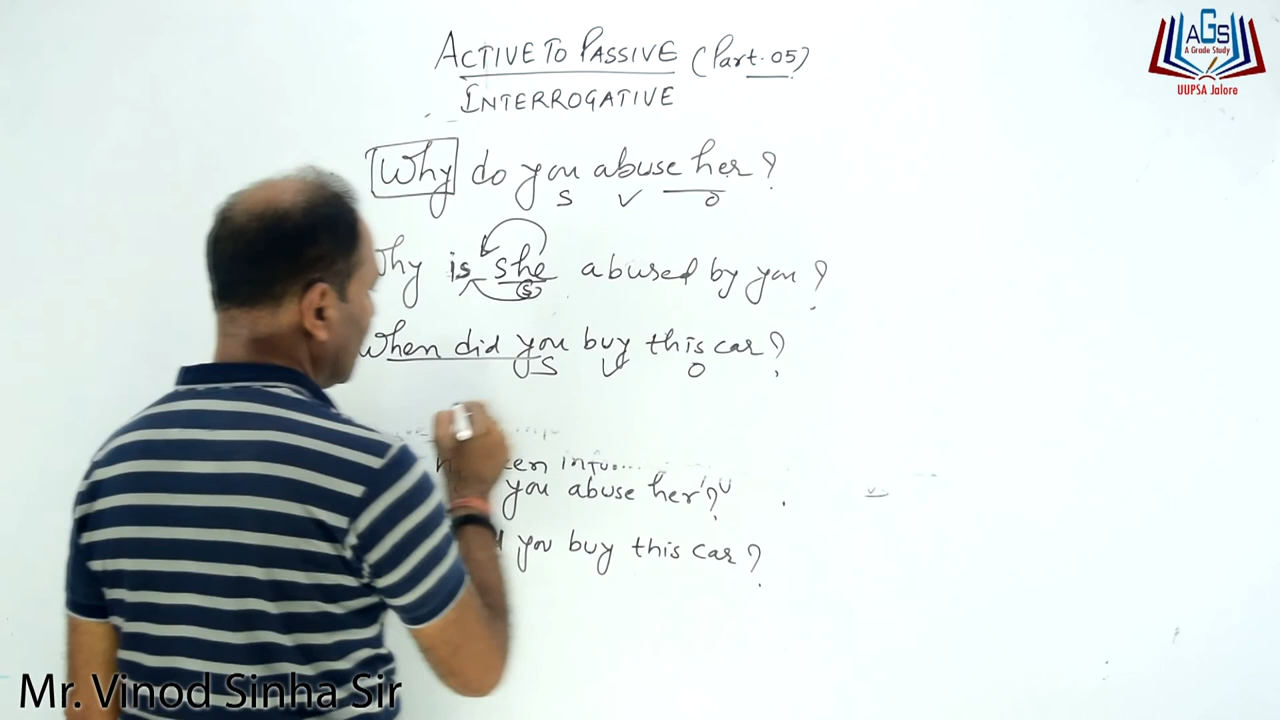 ACTIVE TO PASSIVE (Part.05)
INTERROGATIVE
AGS
A Grade Study
UUPSA Jalore
Why do you abuse her?
S V O
Why is she abused by you?
S
When did you buy this car?
S V O
you abuse her?
you buy this car?
Mr. Vinod Sinha Sir